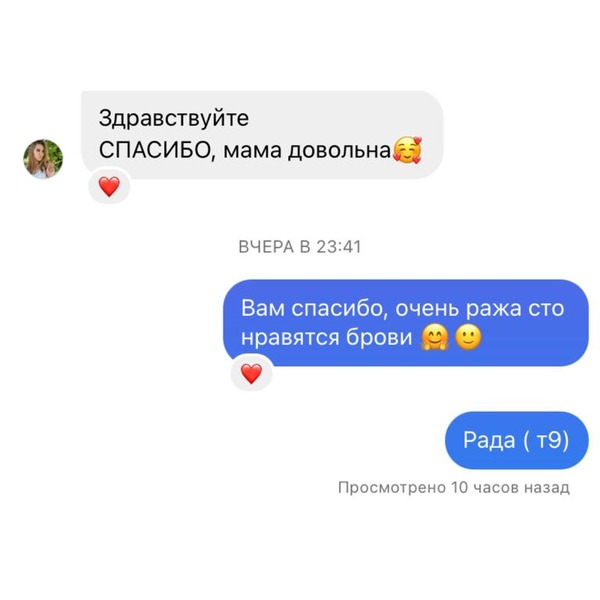 Здравствуйте
СПАСИБО, мама довольна🥰
❤️
ВЧЕРА В 23:41
Вам спасибо, очень ража сто
нравятся брови 🤗 🙂
❤️
Рада ( т9)
Просмотрено 10 часов назад